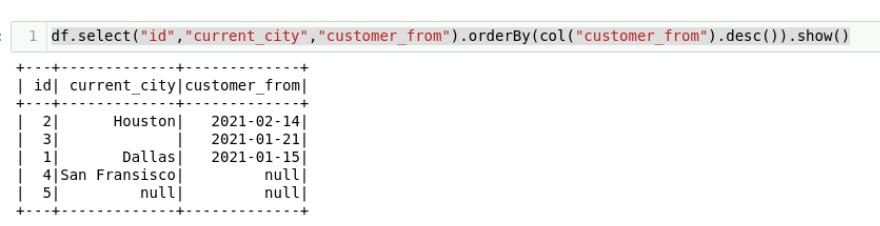 1 df.select("id","current_city","customer_from").orderBy(col("customer_from").desc()).show()
+---+-------------+-------------+
| id| current_city|customer_from|
+---+-------------+-------------+
|  2|      Houston|   2021-02-14|
|  3|             |   2021-01-21|
|  1|       Dallas|   2021-01-15|
|  4|San Fransisco|         null|
|  5|         null|         null|
+---+-------------+-------------+